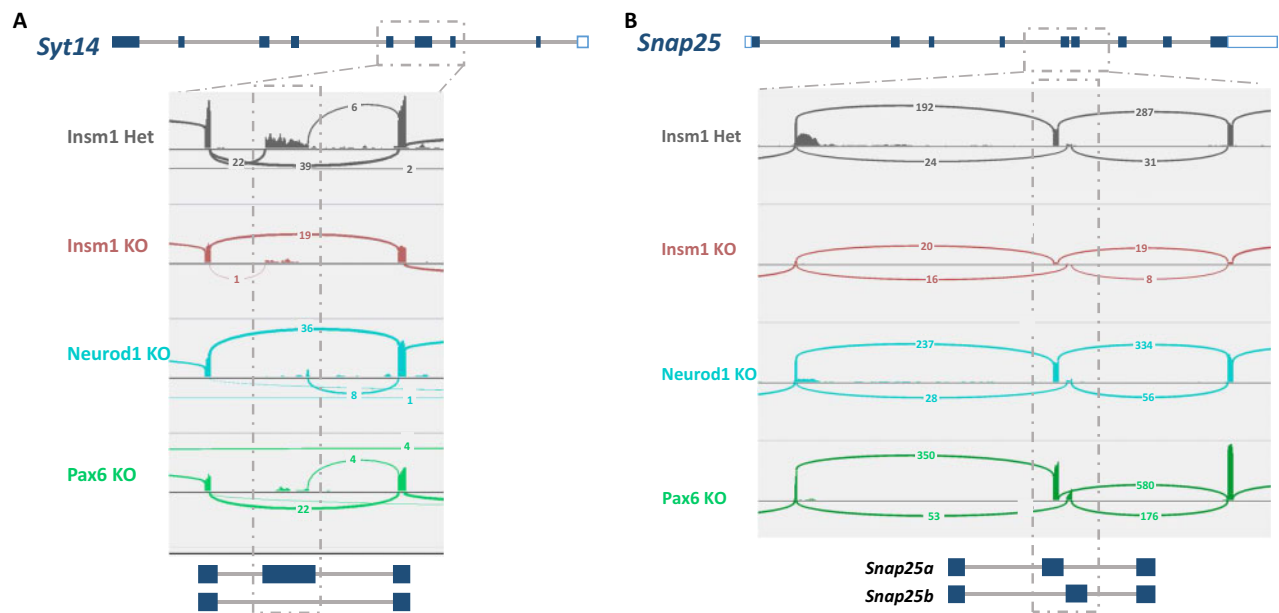 A
Syt14
Insm1 Het
6
22
39
2
Insm1 KO
19
1
Neurod1 KO
36
8
1
Pax6 KO
4
4
22
B
Snap25
Insm1 Het
192
287
24
31
Insm1 KO
20
19
16
8
Neurod1 KO
237
334
28
56
Pax6 KO
350
580
53
176
Snap25a
Snap25b